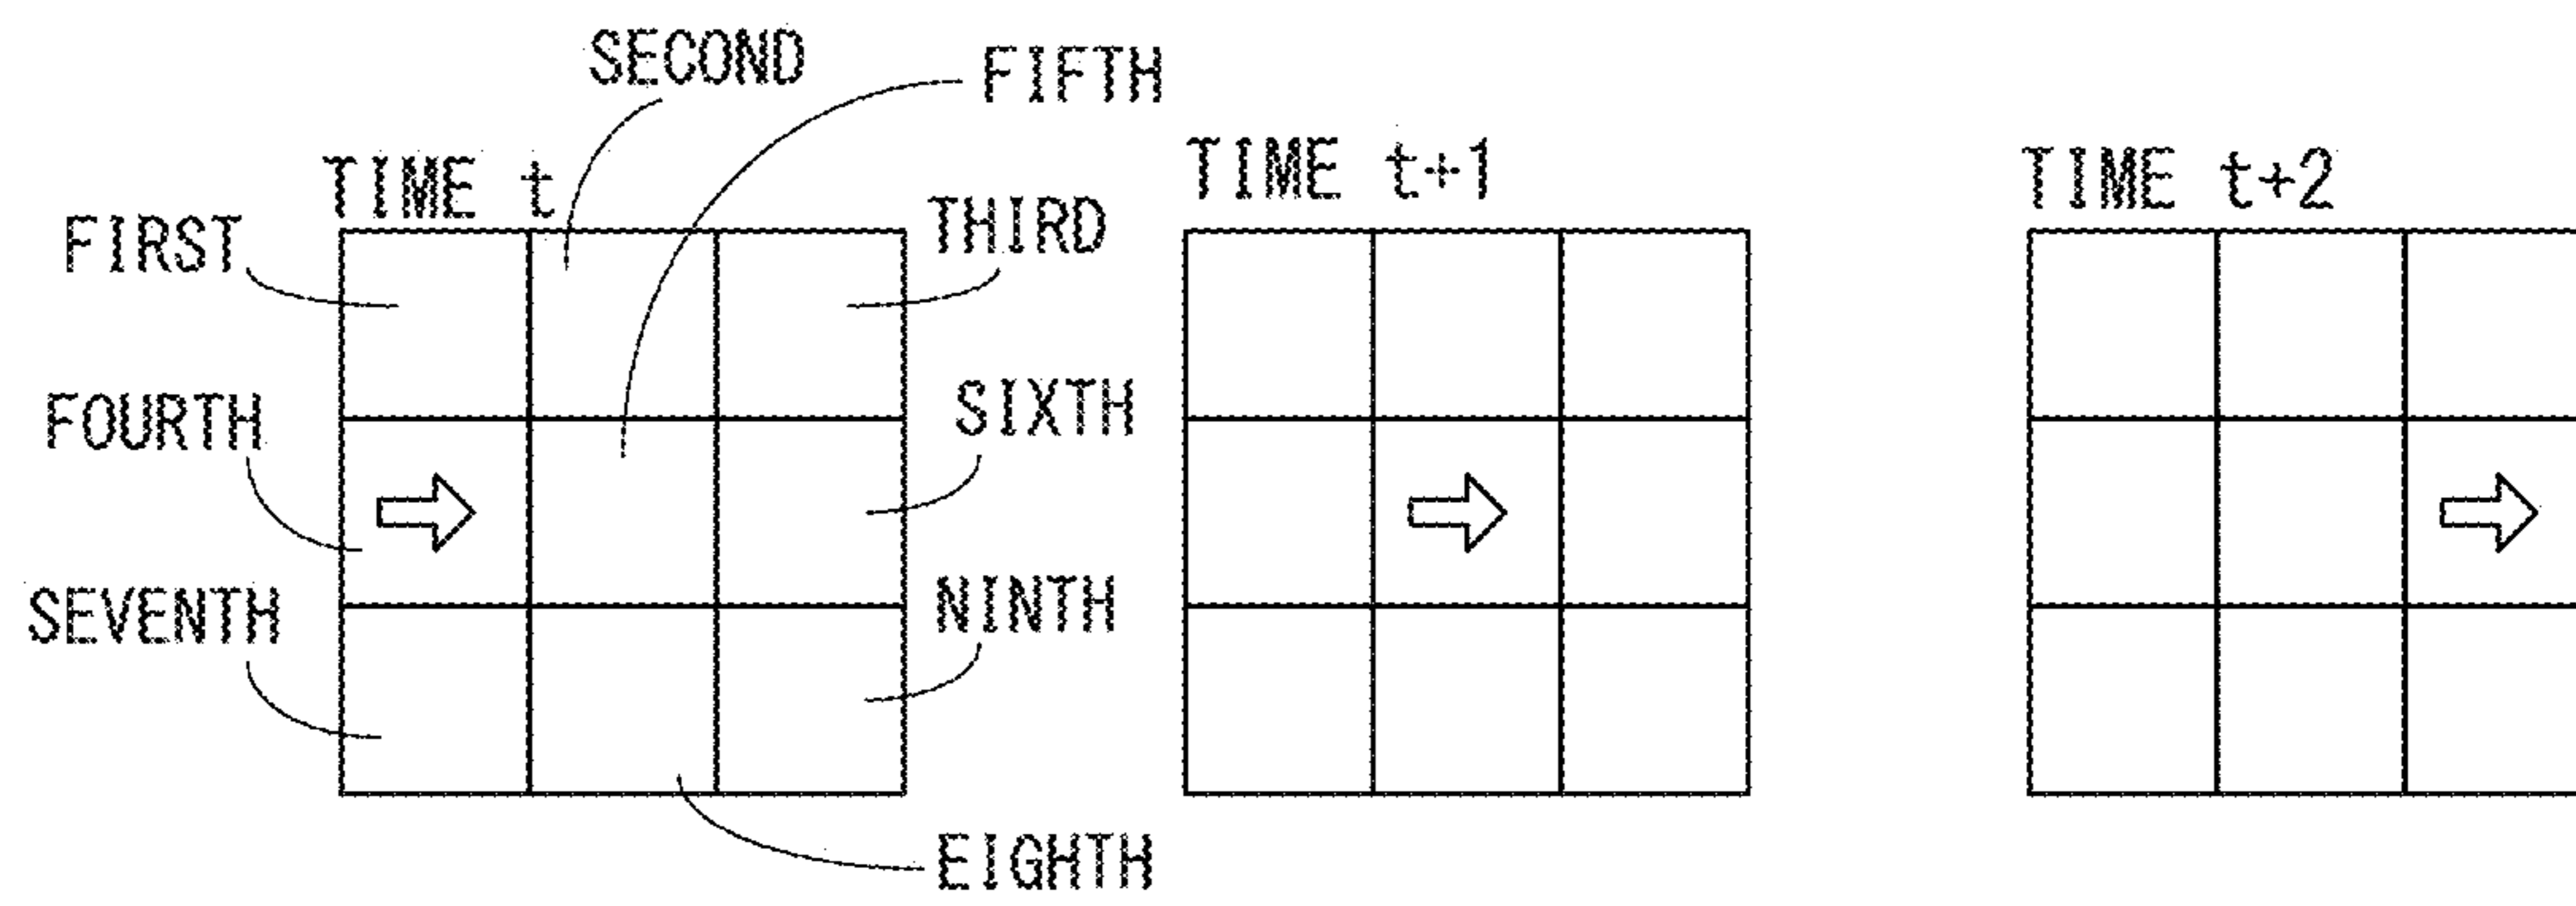 SECOND
FIFTH
TIME t
TIME t+1
TIME t+2
FIRST
THIRD
FOURTH
SIXTH
SEVENTH
NINTH
EIGHTH